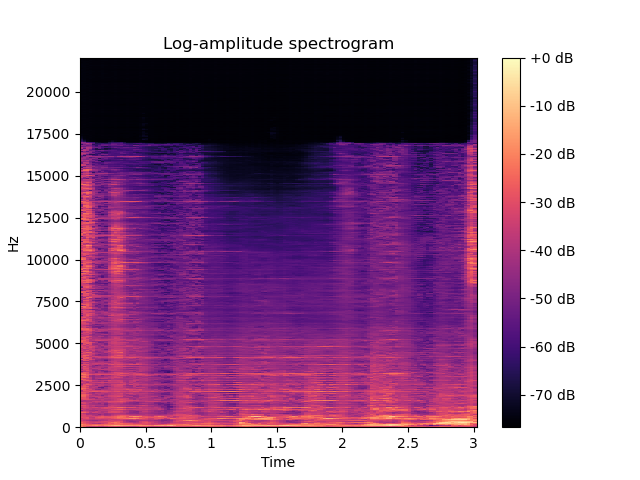 Log-amplitude spectrogram
Hz
20000
17500
15000
12500
10000
7500
5000
2500
0
0
0.5
1
1.5
2
2.5
3
Time
+0 dB
-10 dB
-20 dB
-30 dB
-40 dB
-50 dB
-60 dB
-70 dB